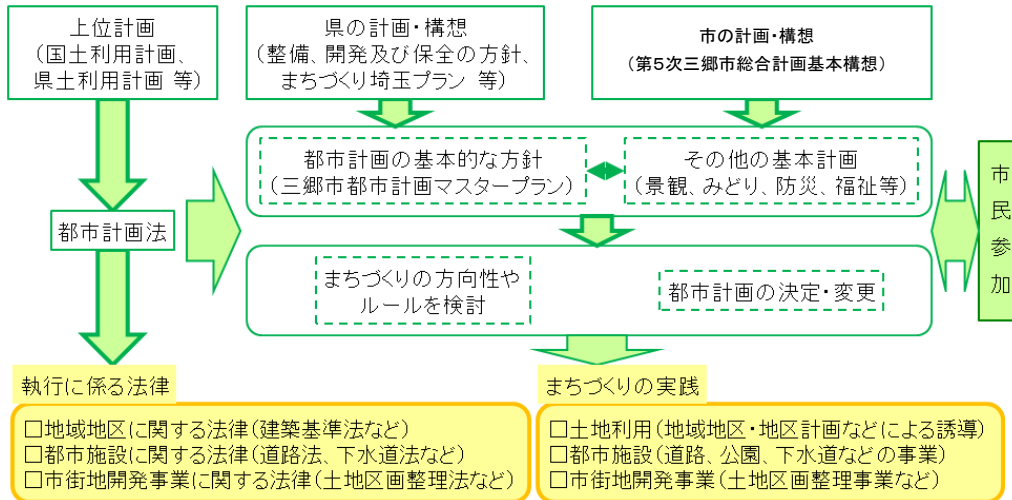 上位計画
（国土利用計画、
県土利用計画 等）
県の計画・構想
（整備、開発及び保全の方針、
まちづくり埼玉プラン 等）
市の計画・構想
（第5次三郷市総合計画基本構想）
都市計画の基本的な方針
（三郷市都市計画マスタープラン）
その他の基本計画
（景観、みどり、防災、福祉等）
市民参加
都市計画法
まちづくりの方向性や
ルールを検討
都市計画の決定・変更
執行に係る法律
□地域地区に関する法律（建築基準法など）
□都市施設に関する法律（道路法、下水道法など）
□市街地開発事業に関する法律（土地区画整理法など）
まちづくりの実践
□土地利用（地域地区・地区計画などによる誘導）
□都市施設（道路、公園、下水道などの事業）
□市街地開発事業（土地区画整理事業など）